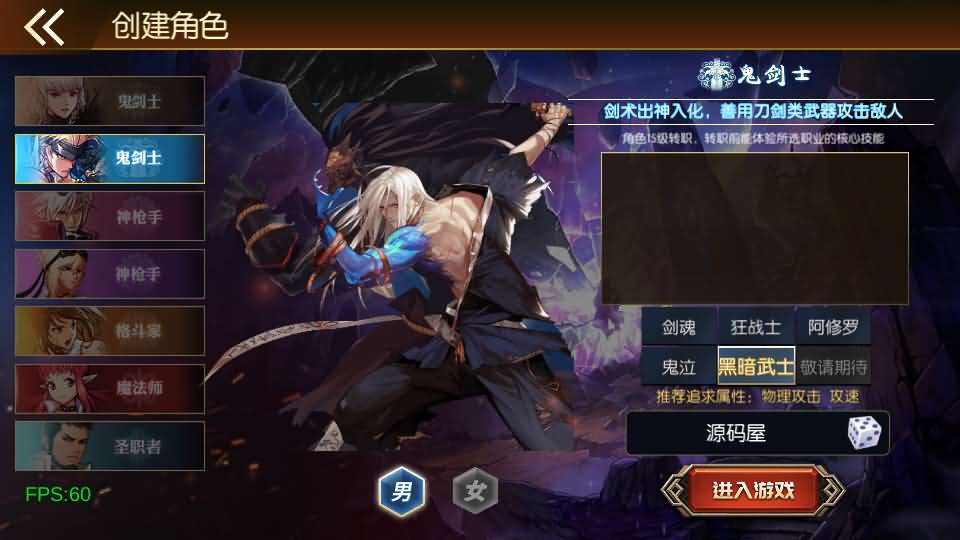 创建角色
鬼剑士
鬼剑士
神枪手
神枪手
格斗家
魔法师
圣职者
FPS:60
男
女
鬼剑士
剑术出神入化，善用刀剑类武器攻击敌人
角色15级转职，转职前能体验所选职业的核心技能
剑魂 狂战士 阿修罗
鬼泣 黑暗武士 敬请期待
推荐追求属性：物理攻击 攻速
源码屋
进入游戏